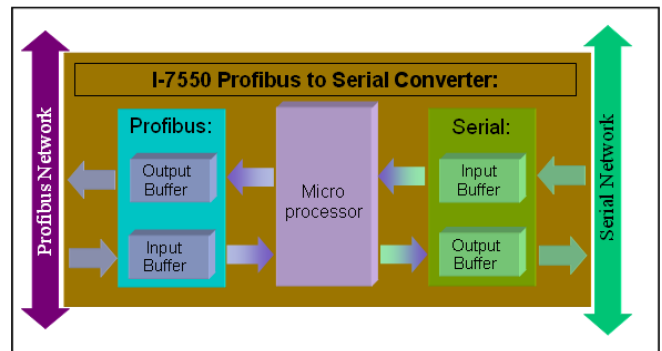 I-7550 Profibus to Serial Converter:
Profibus Network
Profibus:
Output
Buffer
Input
Buffer
Micro
processor
Serial:
Input
Buffer
Output
Buffer
Serial Network